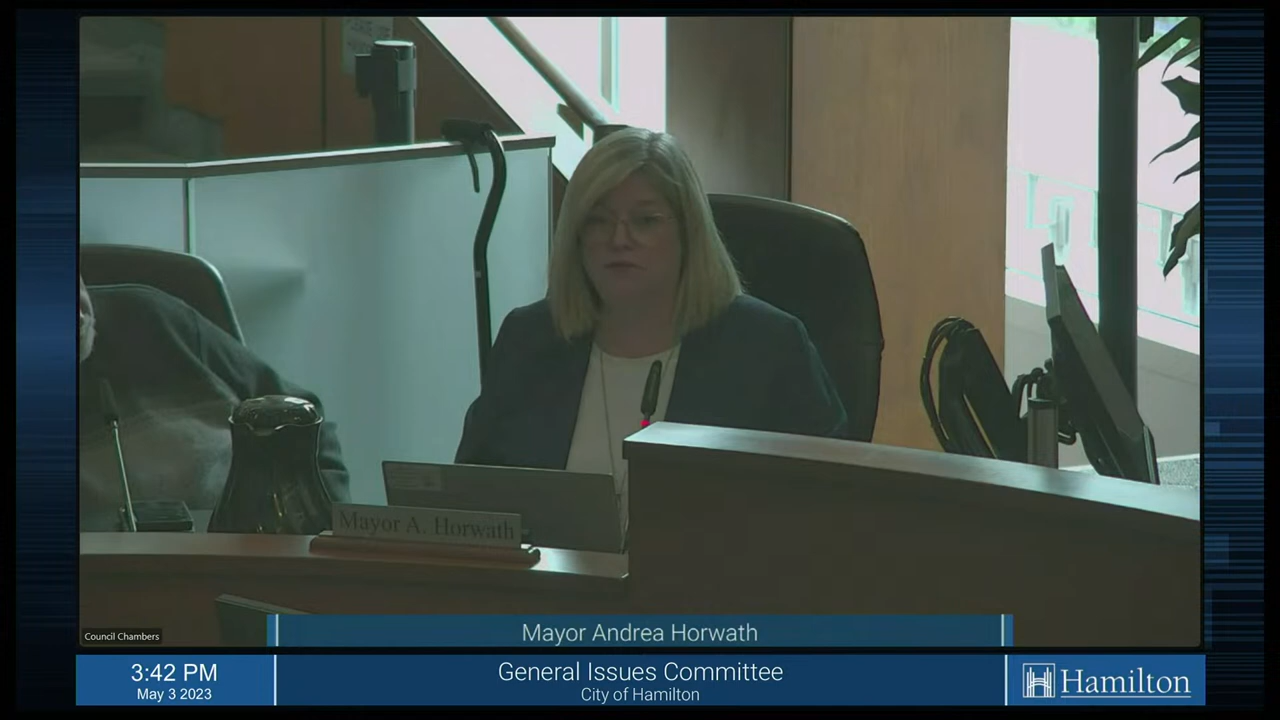 Mayor A. Horwath
Council Chambers
Mayor Andrea Horwath
3:42 PM
May 3 2023
General Issues Committee
City of Hamilton
Hamilton